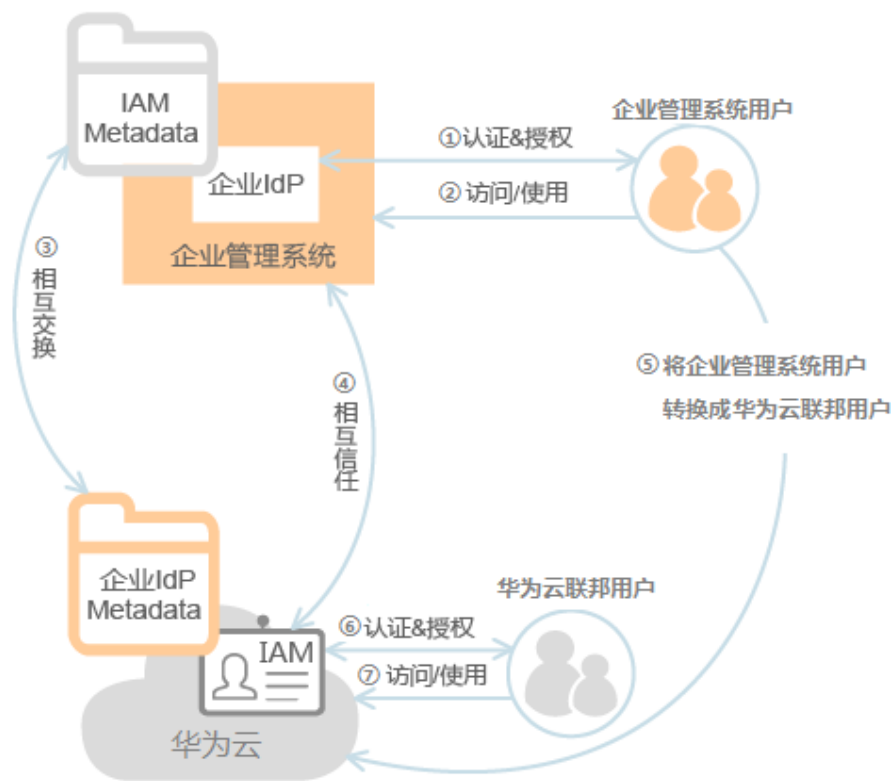 IAM
Metadata
企业IdP
企业管理系统
企业管理系统用户
①认证&授权
②访问/使用
③
相互交换
④
相互信任
⑤将企业管理系统用户
转换成华为云联邦用户
企业IdP
Metadata
IAM
华为云
华为云联邦用户
⑥认证&授权
⑦访问/使用